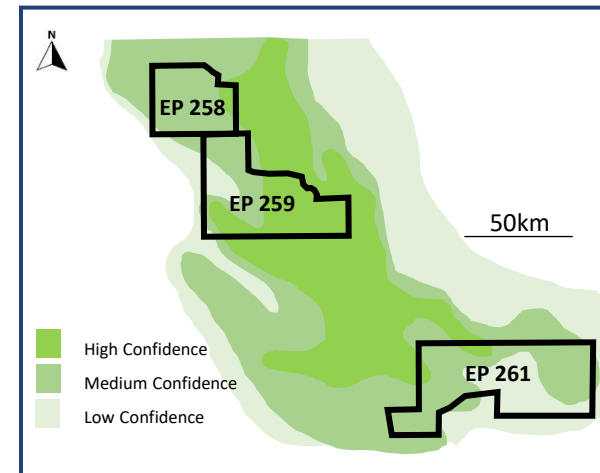 N
EP 258
EP 259
50km
High Confidence
Medium Confidence
Low Confidence
EP 261